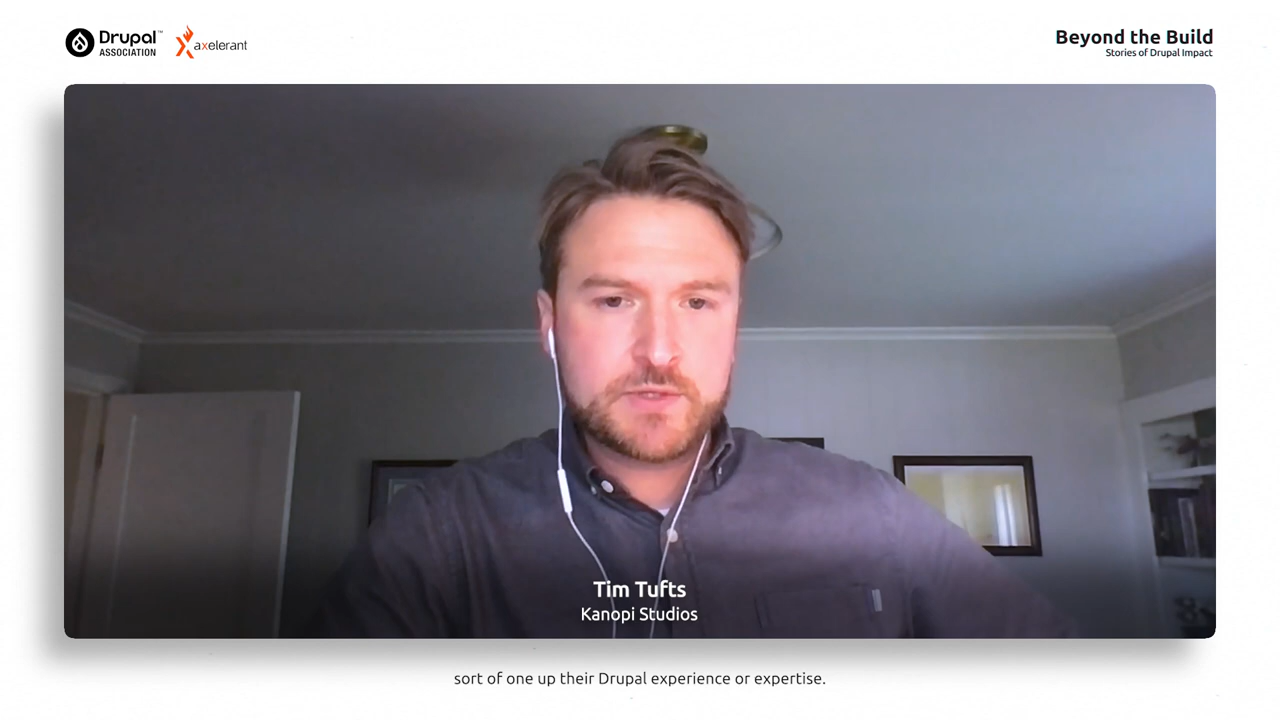 Drupal™
ASSOCIATION
axelerant
Beyond the Build
Stories of Drupal Impact
Tim Tufts
Kanopi Studios
sort of one up their Drupal experience or expertise.